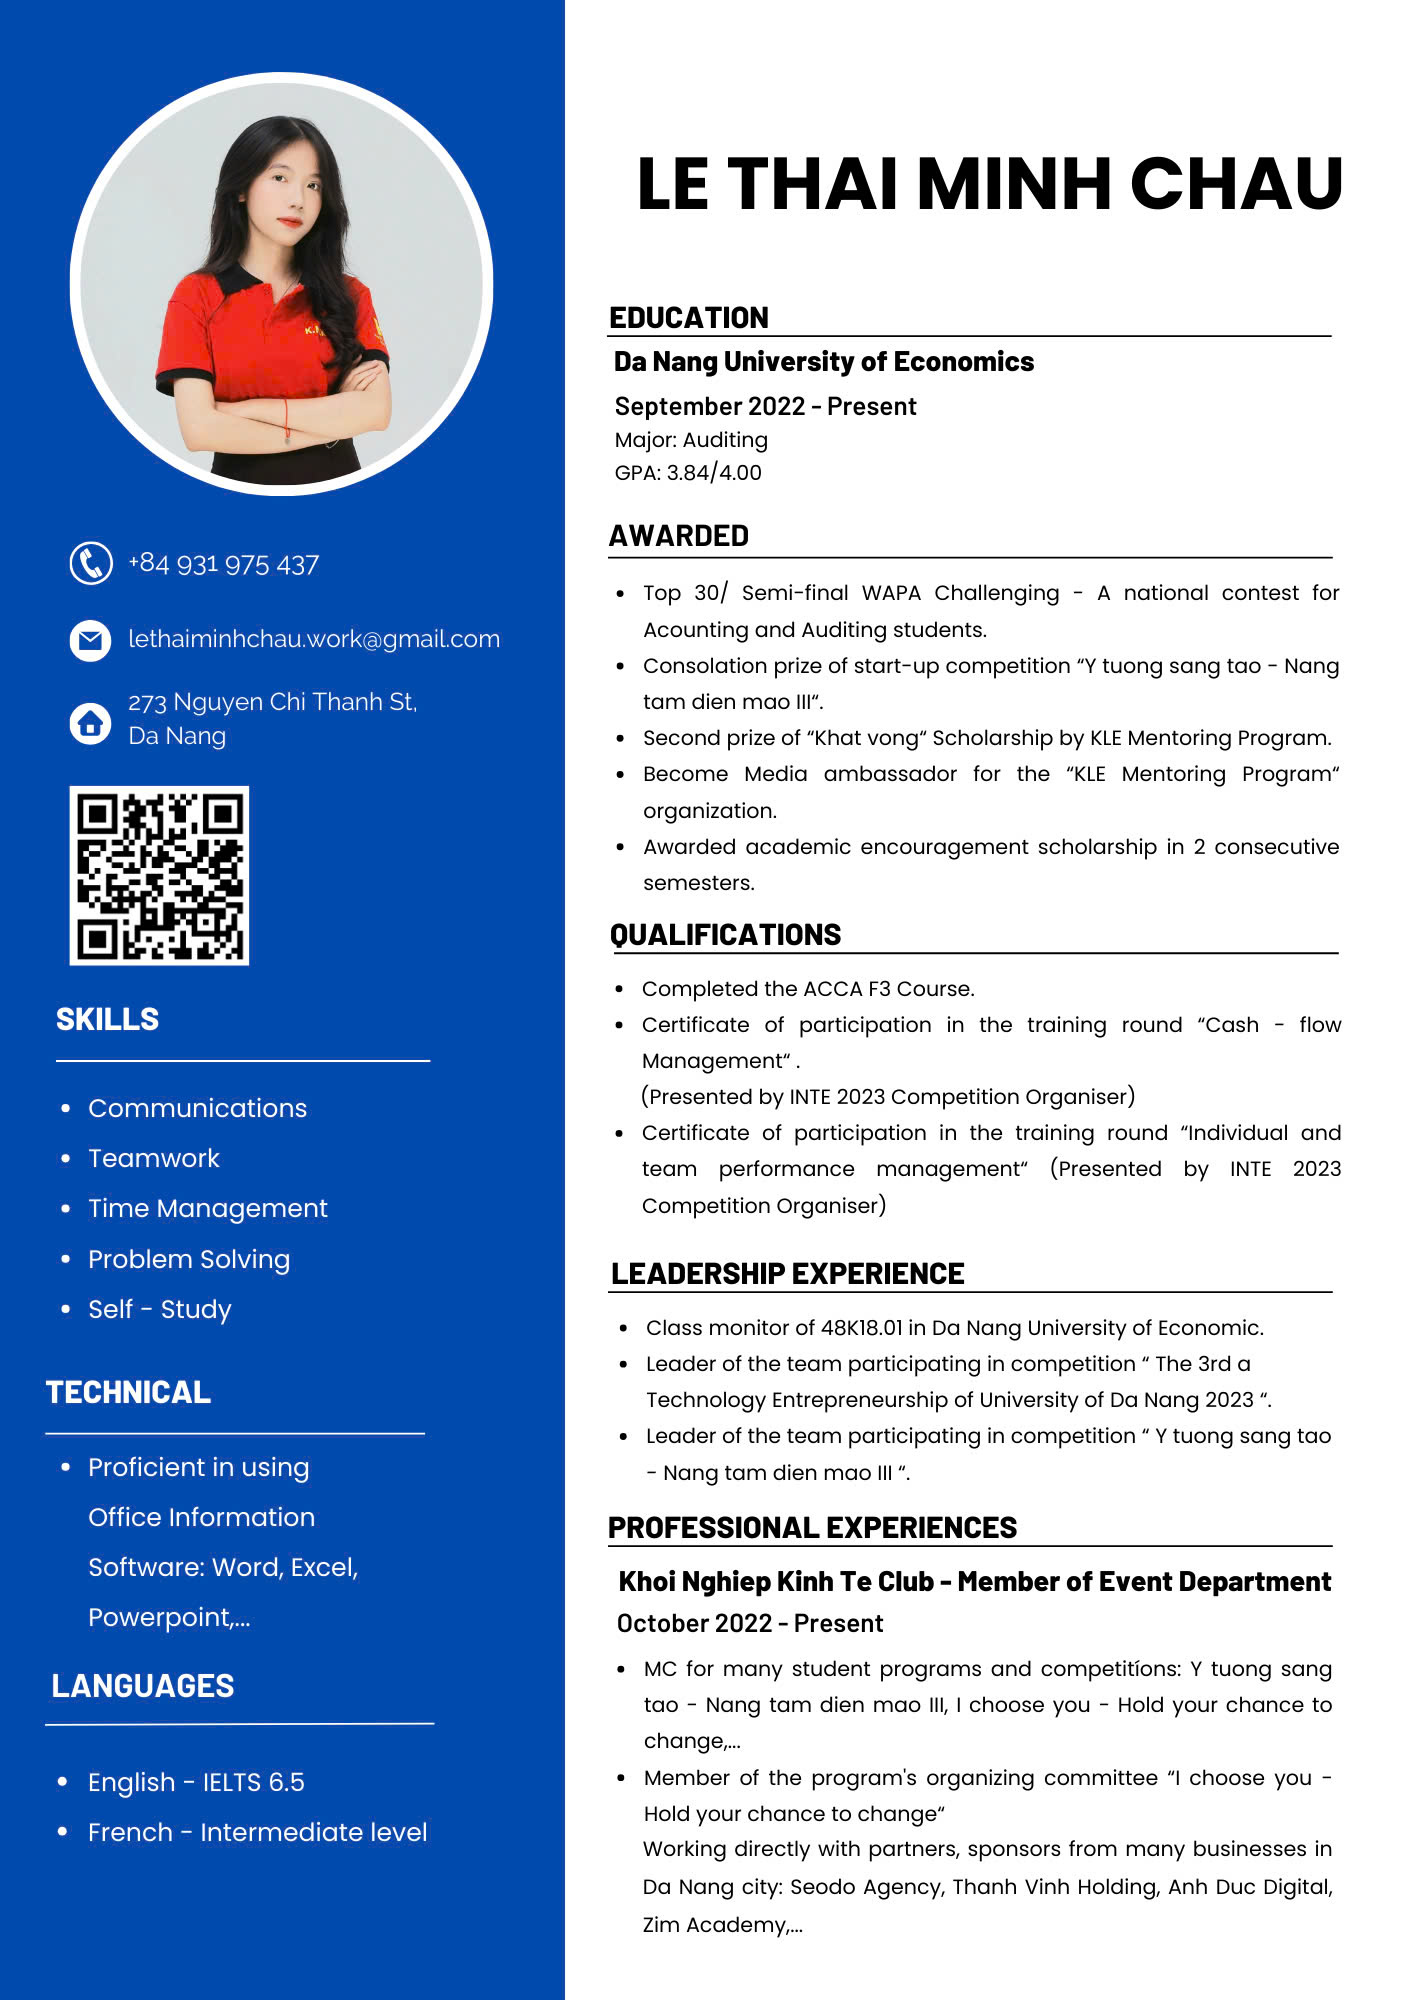 LE THAI MINH CHAU
+84 931 975 437
lethaiminhchau.work@gmail.com
273 Nguyen Chi Thanh St,
Da Nang
SKILLS
• Communications
• Teamwork
• Time Management
• Problem Solving
• Self - Study
TECHNICAL
• Proficient in using
Office Information
Software: Word, Excel,
Powerpoint,...
LANGUAGES
• English - IELTS 6.5
• French - Intermediate level
EDUCATION
Da Nang University of Economics
September 2022 - Present
Major: Auditing
GPA: 3.84/4.00
AWARDED
• Top 30/ Semi-final WAPA Challenging - A national contest for
Acounting and Auditing students.
• Consolation prize of start-up competition “Y tuong sang tao - Nang
tam dien mao III“.
• Second prize of “Khat vong“ Scholarship by KLE Mentoring Program.
• Become Media ambassador for the “KLE Mentoring Program“
organization.
• Awarded academic encouragement scholarship in 2 consecutive
semesters.
QUALIFICATIONS
• Completed the ACCA F3 Course.
• Certificate of participation in the training round “Cash - flow
Management“ .
(Presented by INTE 2023 Competition Organiser)
• Certificate of participation in the training round “Individual and
team performance management“ (Presented by INTE 2023
Competition Organiser)
LEADERSHIP EXPERIENCE
• Class monitor of 48K18.01 in Da Nang University of Economic.
• Leader of the team participating in competition “ The 3rd a
Technology Entrepreneurship of University of Da Nang 2023 “.
• Leader of the team participating in competition “ Y tuong sang tao
- Nang tam dien mao III “.
PROFESSIONAL EXPERIENCES
Khoi Nghiep Kinh Te Club - Member of Event Department
October 2022 - Present
• MC for many student programs and competitíons: Y tuong sang
tao - Nang tam dien mao III, I choose you - Hold your chance to
change,...
• Member of the program's organizing committee “I choose you -
Hold your chance to change“
Working directly with partners, sponsors from many businesses in
Da Nang city: Seodo Agency, Thanh Vinh Holding, Anh Duc Digital,
Zim Academy,...